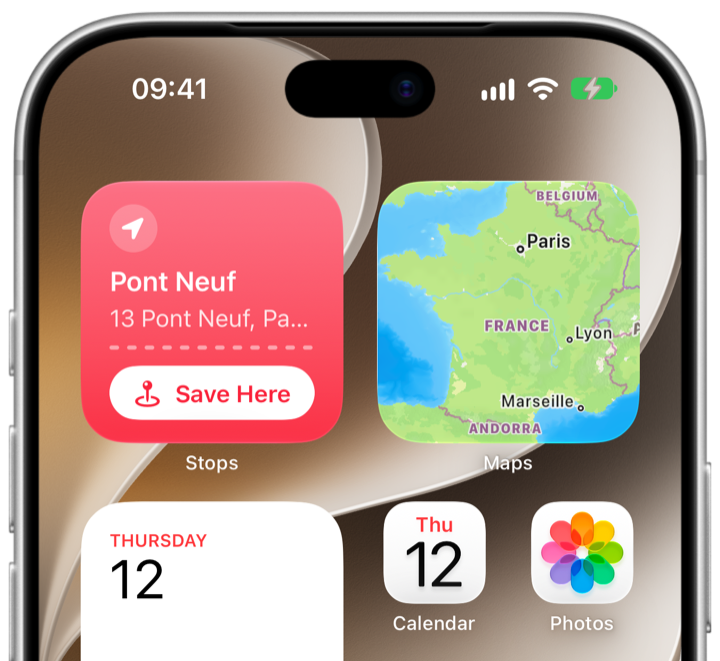 09:41
Pont Neuf
13 Pont Neuf, Pa...
Save Here
Stops
BELGIUM
Paris
FRANCE
Lyon
Marseille
ANDORRA
Maps
THURSDAY
12
Thu
12
Calendar
Photos